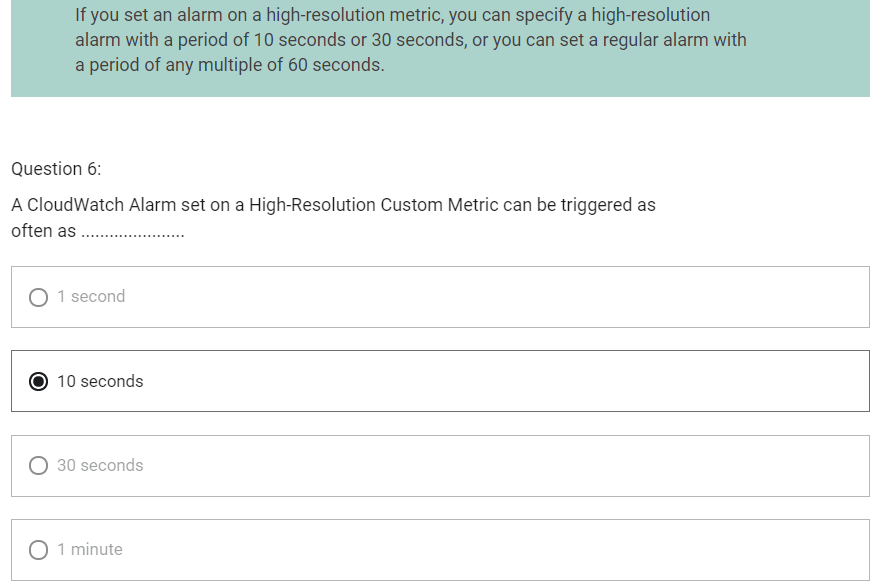 If you set an alarm on a high-resolution metric, you can specify a high-resolution
alarm with a period of 10 seconds or 30 seconds, or you can set a regular alarm with
a period of any multiple of 60 seconds.
Question 6:
A CloudWatch Alarm set on a High-Resolution Custom Metric can be triggered as
often as ......................
1 second
10 seconds
30 seconds
1 minute